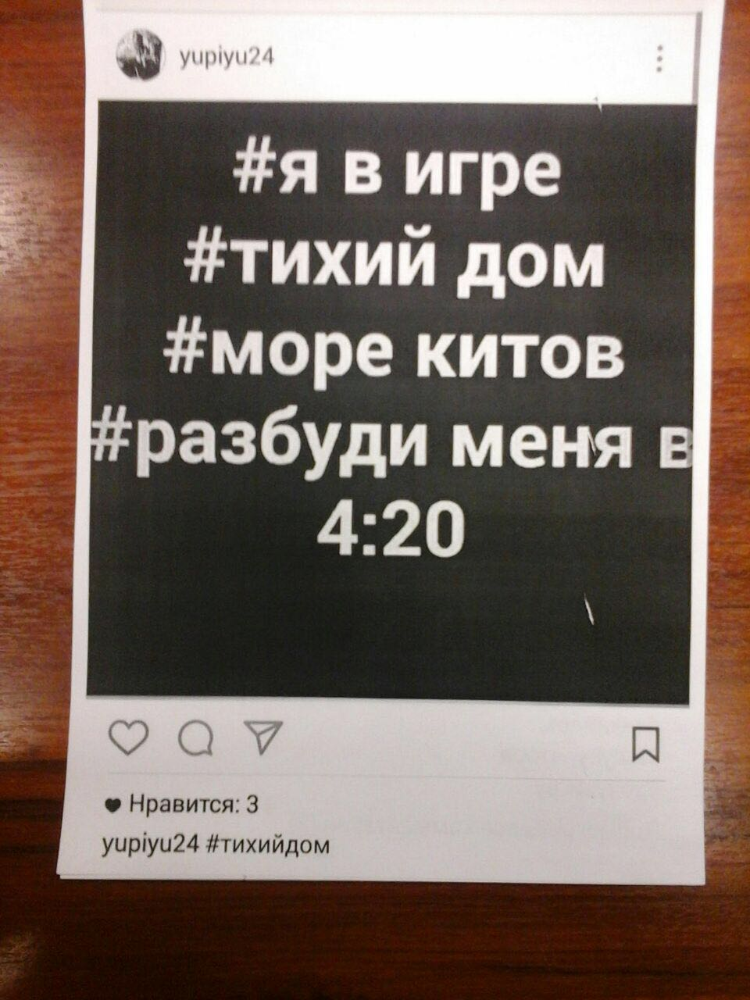 yupiyu24
#я в игре
#тихий дом
#море китов
#разбуди меня в
4:20
Нравится: 3
yupiyu24 #тихийдом